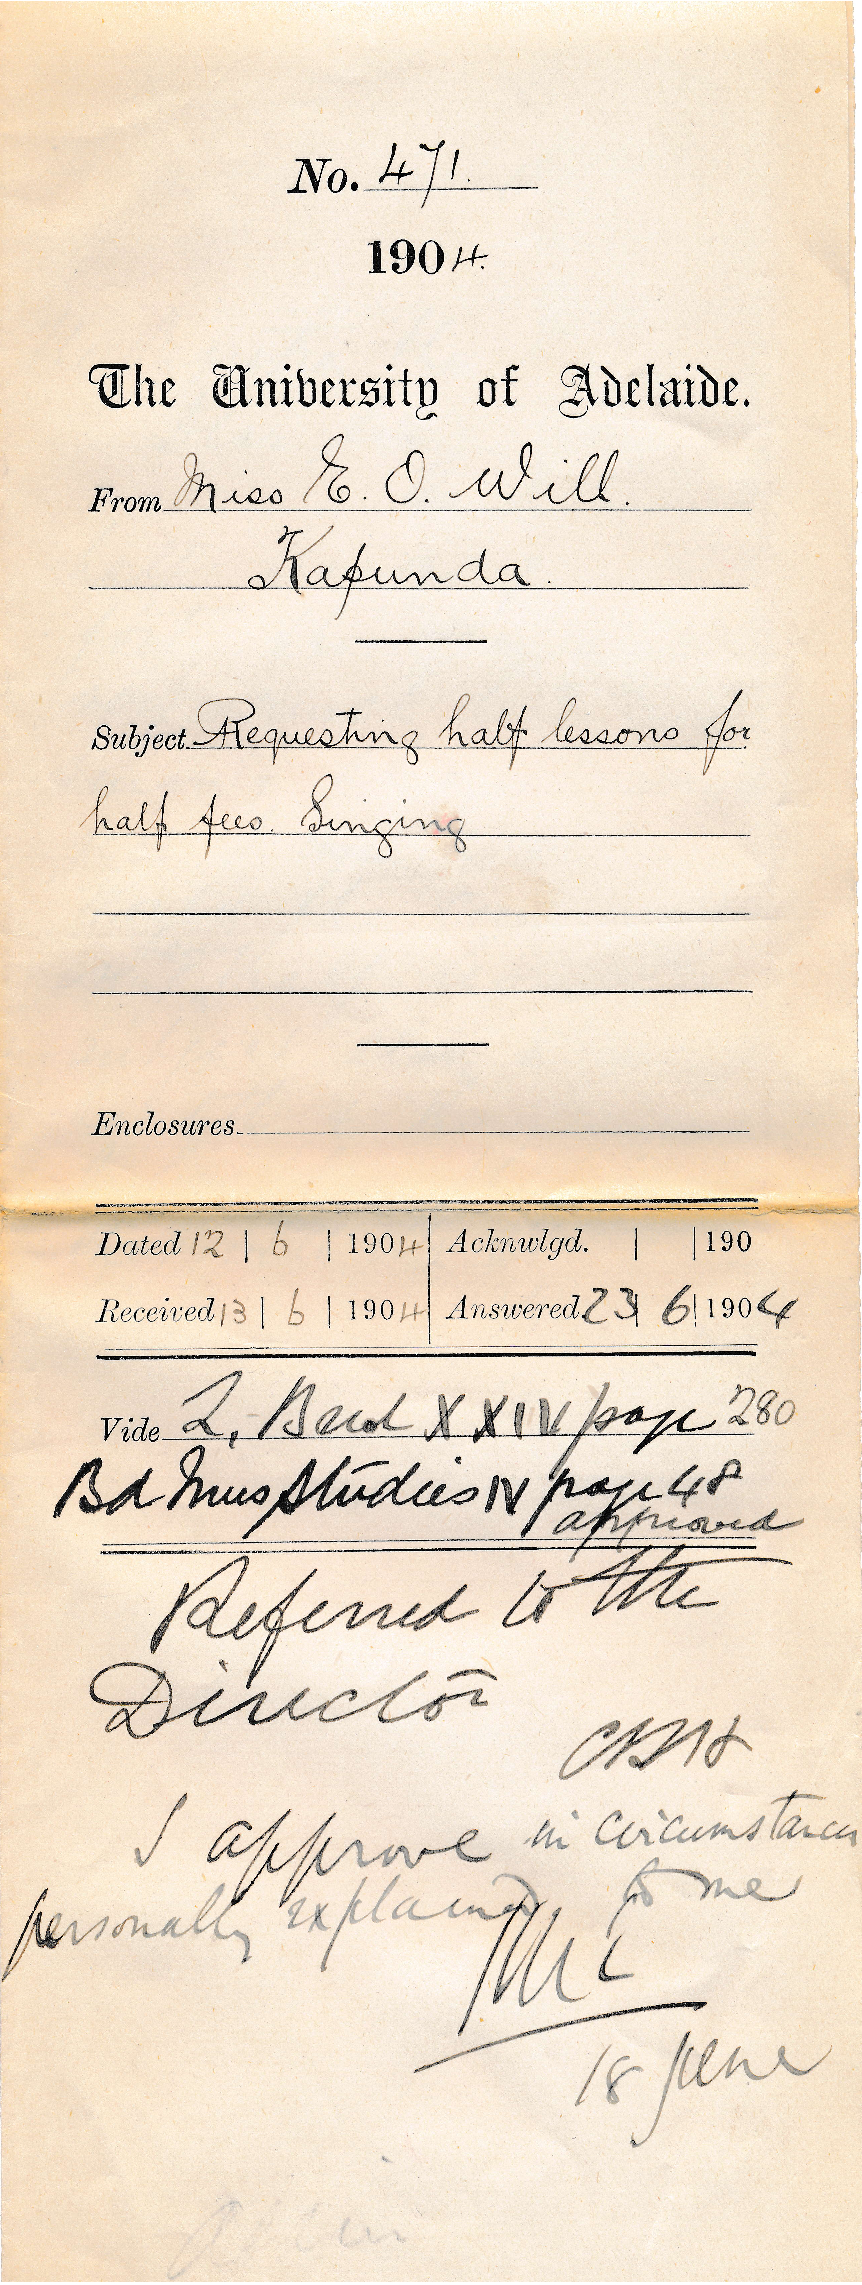 No. 471.
1904.
The University of Adelaide.
From Miss E. O. Will.
Kapunda.
Subject Requesting half lessons for
half fees. Singing
Enclosures
Dated 12 | 6 | 1904 Acknwlgd. | | 190
Received 13 | 6 | 1904 Answered 23 | 6 | 1904
Vide XXIV page 280
Bd Mus Studies IV page 48
approved
Referred to the
Director
I approve in circumstances
personally explained to me
18 June